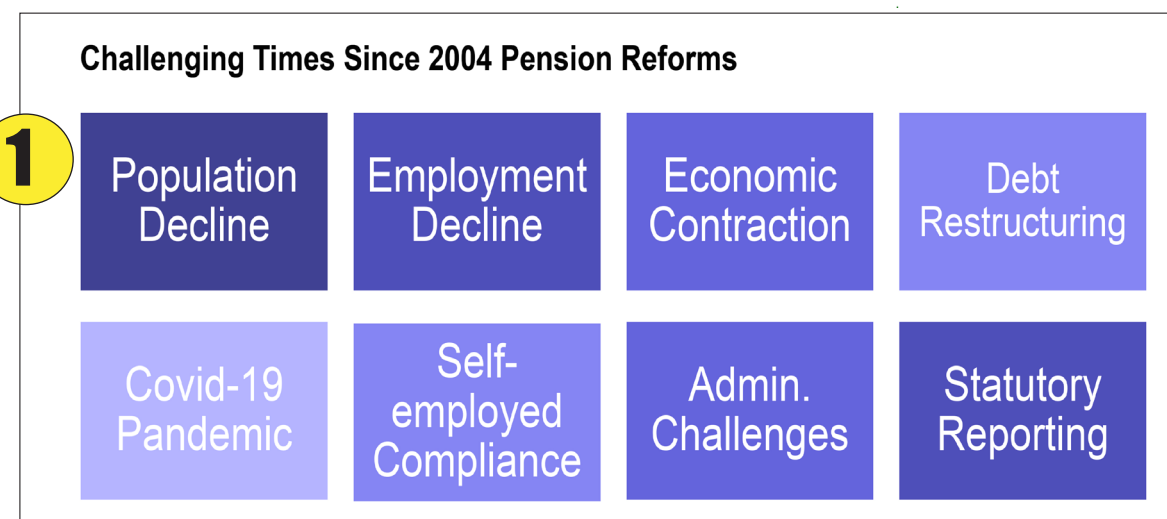 Challenging Times Since 2004 Pension Reforms
1
Population
Decline
Employment
Decline
Economic
Contraction
Debt
Restructuring
Covid-19
Pandemic
Self-
employed
Compliance
Admin.
Challenges
Statutory
Reporting